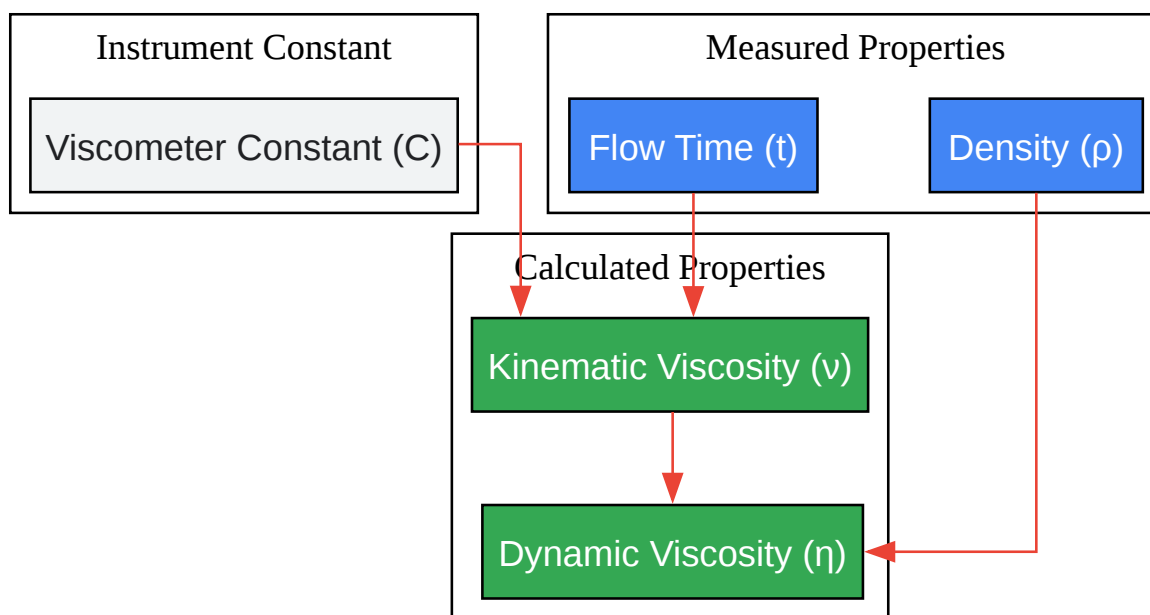 Instrument Constant
Measured Properties
Viscometer Constant (C)
Flow Time (t)
Density (ρ)
Calculated Properties
Kinematic Viscosity (ν)
Dynamic Viscosity (η)